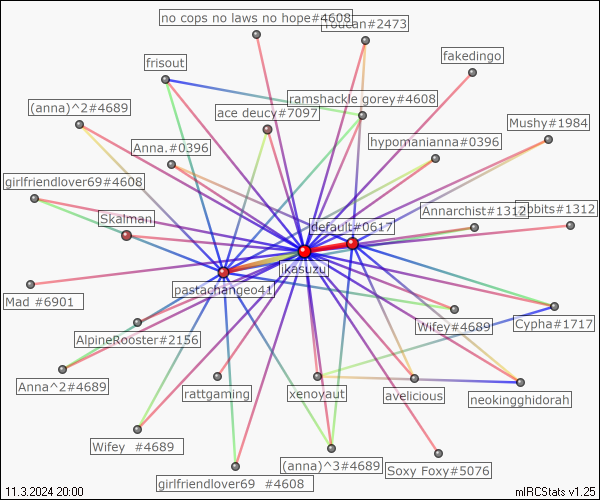 no cops no laws no hope#4608
Toucan#2473
frisout
fakedingo
(anna)^2#4689
ramshackle gorey#4608
ace deucy#7097
Mushy#1984
Anna.#0396
hypomanianna#0396
girlfriendlover69#4608
Skalman
default#0617
Annarchist#1312
bbits#1312
ikasuzu
pastachangeo41
Mad #6901
AlpineRooster#2156
Wifey#4689
Cypha#1717
Anna^2#4689
rattgaming
xenoyaut
avelicious
neokingghidorah
Wifey #4689
(anna)^3#4689
Soxy Foxy#5076
girlfriendlover69 #4608
11.3.2024 20:00
mIRCStats v1.25